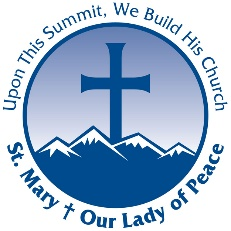 Upon This Summit, We Build His Church
St. Mary † Our Lady of Peace